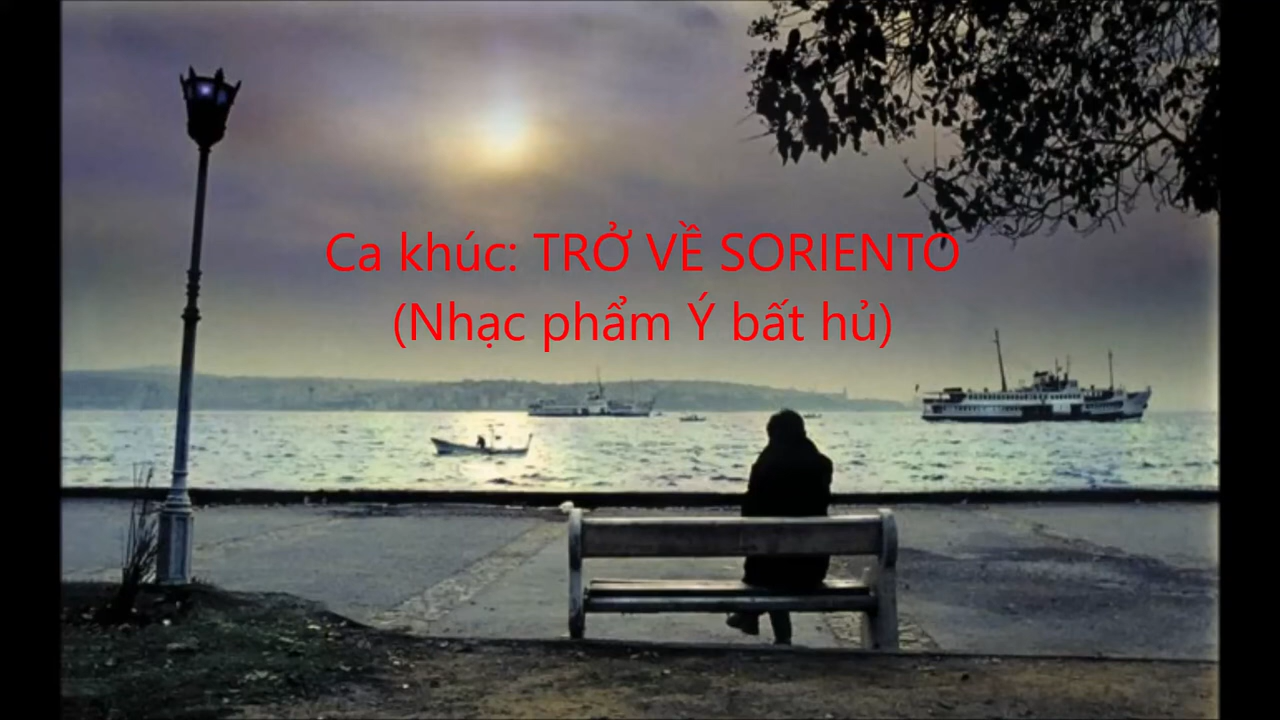 Ca khúc: TRỞ VỀ SORIENTO
(Nhạc phẩm Ý bất hủ)